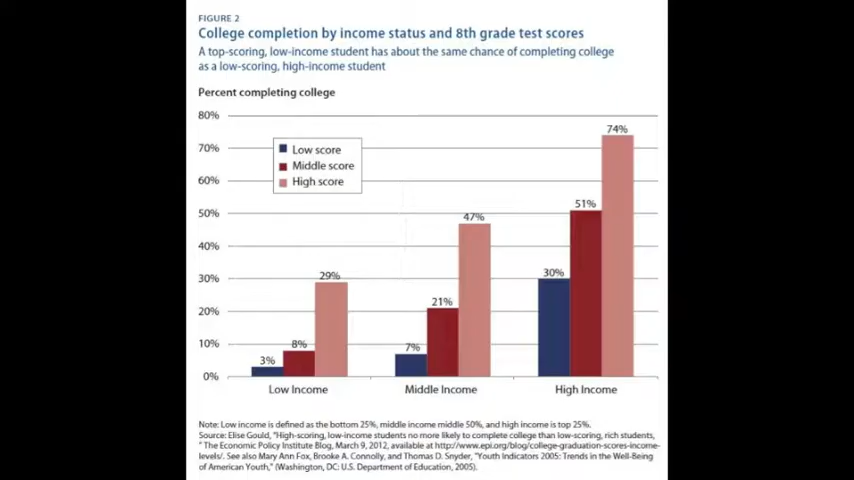 FIGURE 2
College completion by income status and 8th grade test scores
A top-scoring, low-income student has about the same chance of completing college
as a low-scoring, high-income student
Percent completing college
80%
70%
60%
50%
40%
30%
20%
10%
0%
Low score
Middle score
High score
3%
8%
29%
7%
21%
47%
30%
51%
74%
Low Income
Middle Income
High Income
Note: Low income is defined as the bottom 25%, middle income middle 50%, and high income is top 25%.
Source: Elise Gould, "High-scoring, low-income students no more likely to complete college than low-scoring, rich students,
" The Economic Policy Institute Blog, March 9, 2012, available at http://www.epi.org/blog/college-graduation-scores-income-
levels/. See also Mary Ann Fox, Brooke A. Connolly, and Thomas D. Snyder, "Youth Indicators 2005: Trends in the Well-Being
of American Youth," (Washington, DC: U.S. Department of Education, 2005).